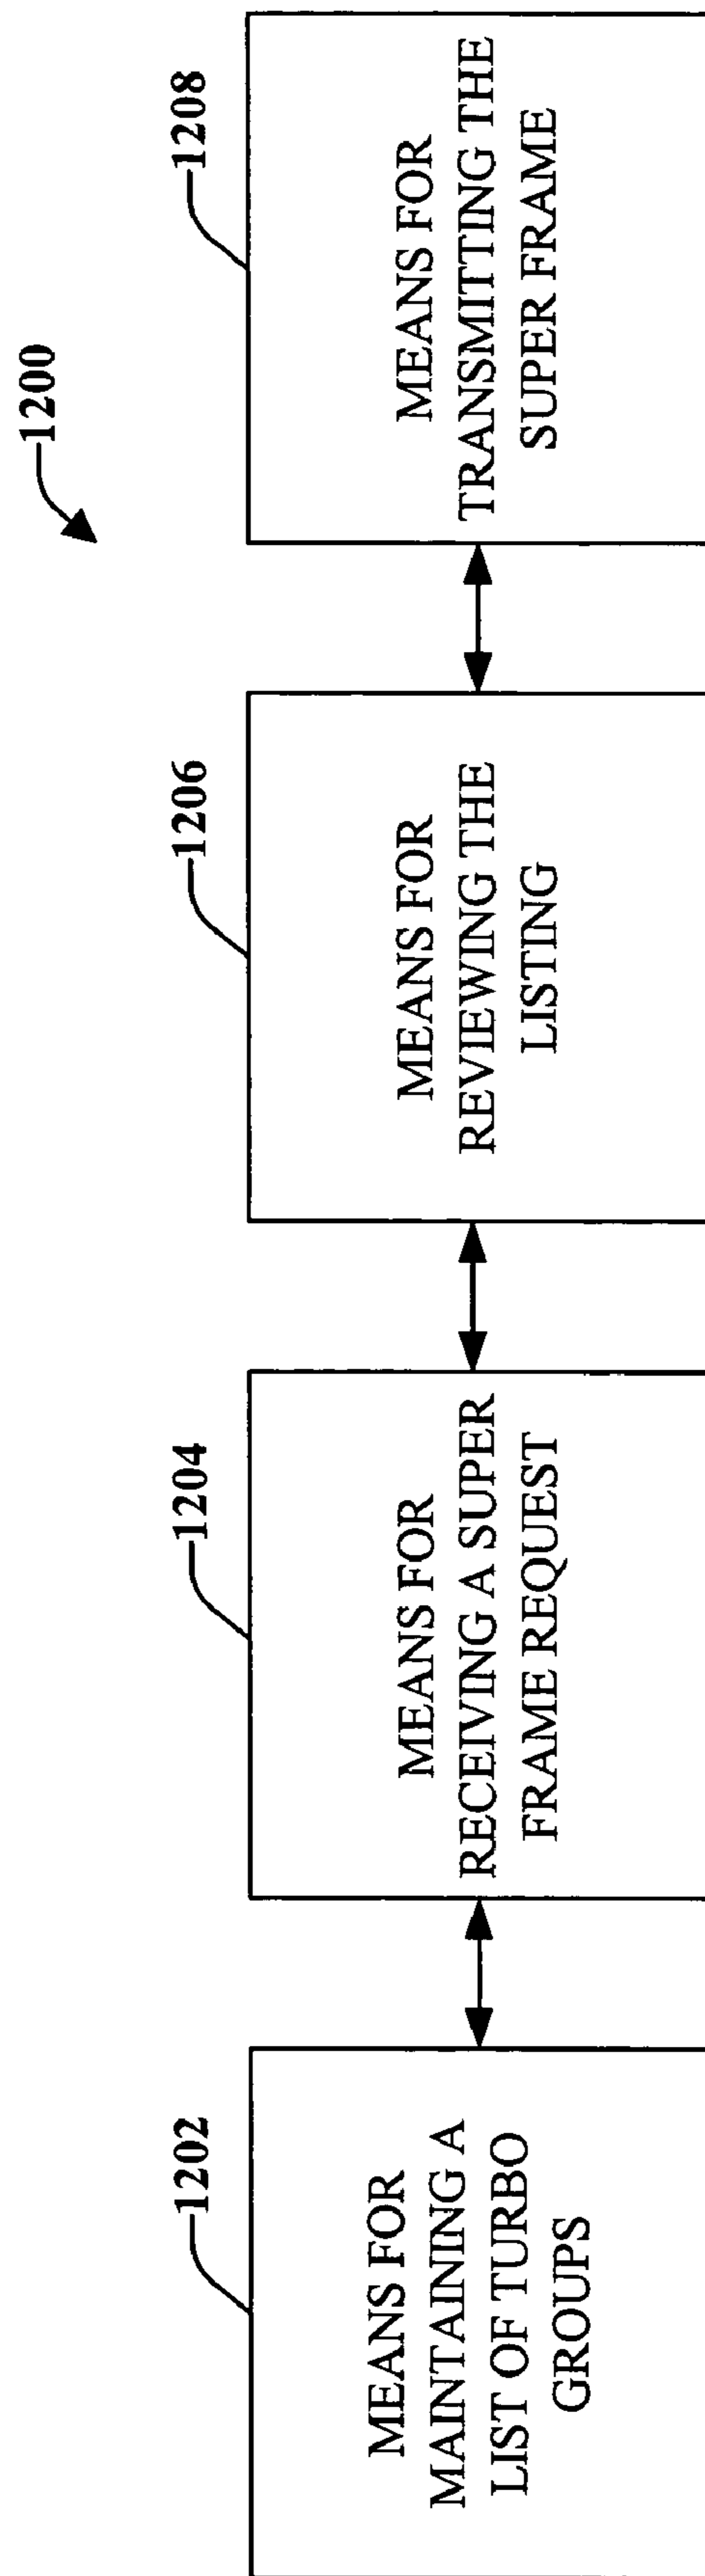 1200
1202
MEANS FOR
MAINTAINING A
LIST OF TURBO
GROUPS
1204
MEANS FOR
RECEIVING A SUPER
FRAME REQUEST
1206
MEANS FOR
REVIEWING THE
LISTING
1208
MEANS FOR
TRANSMITTING THE
SUPER FRAME